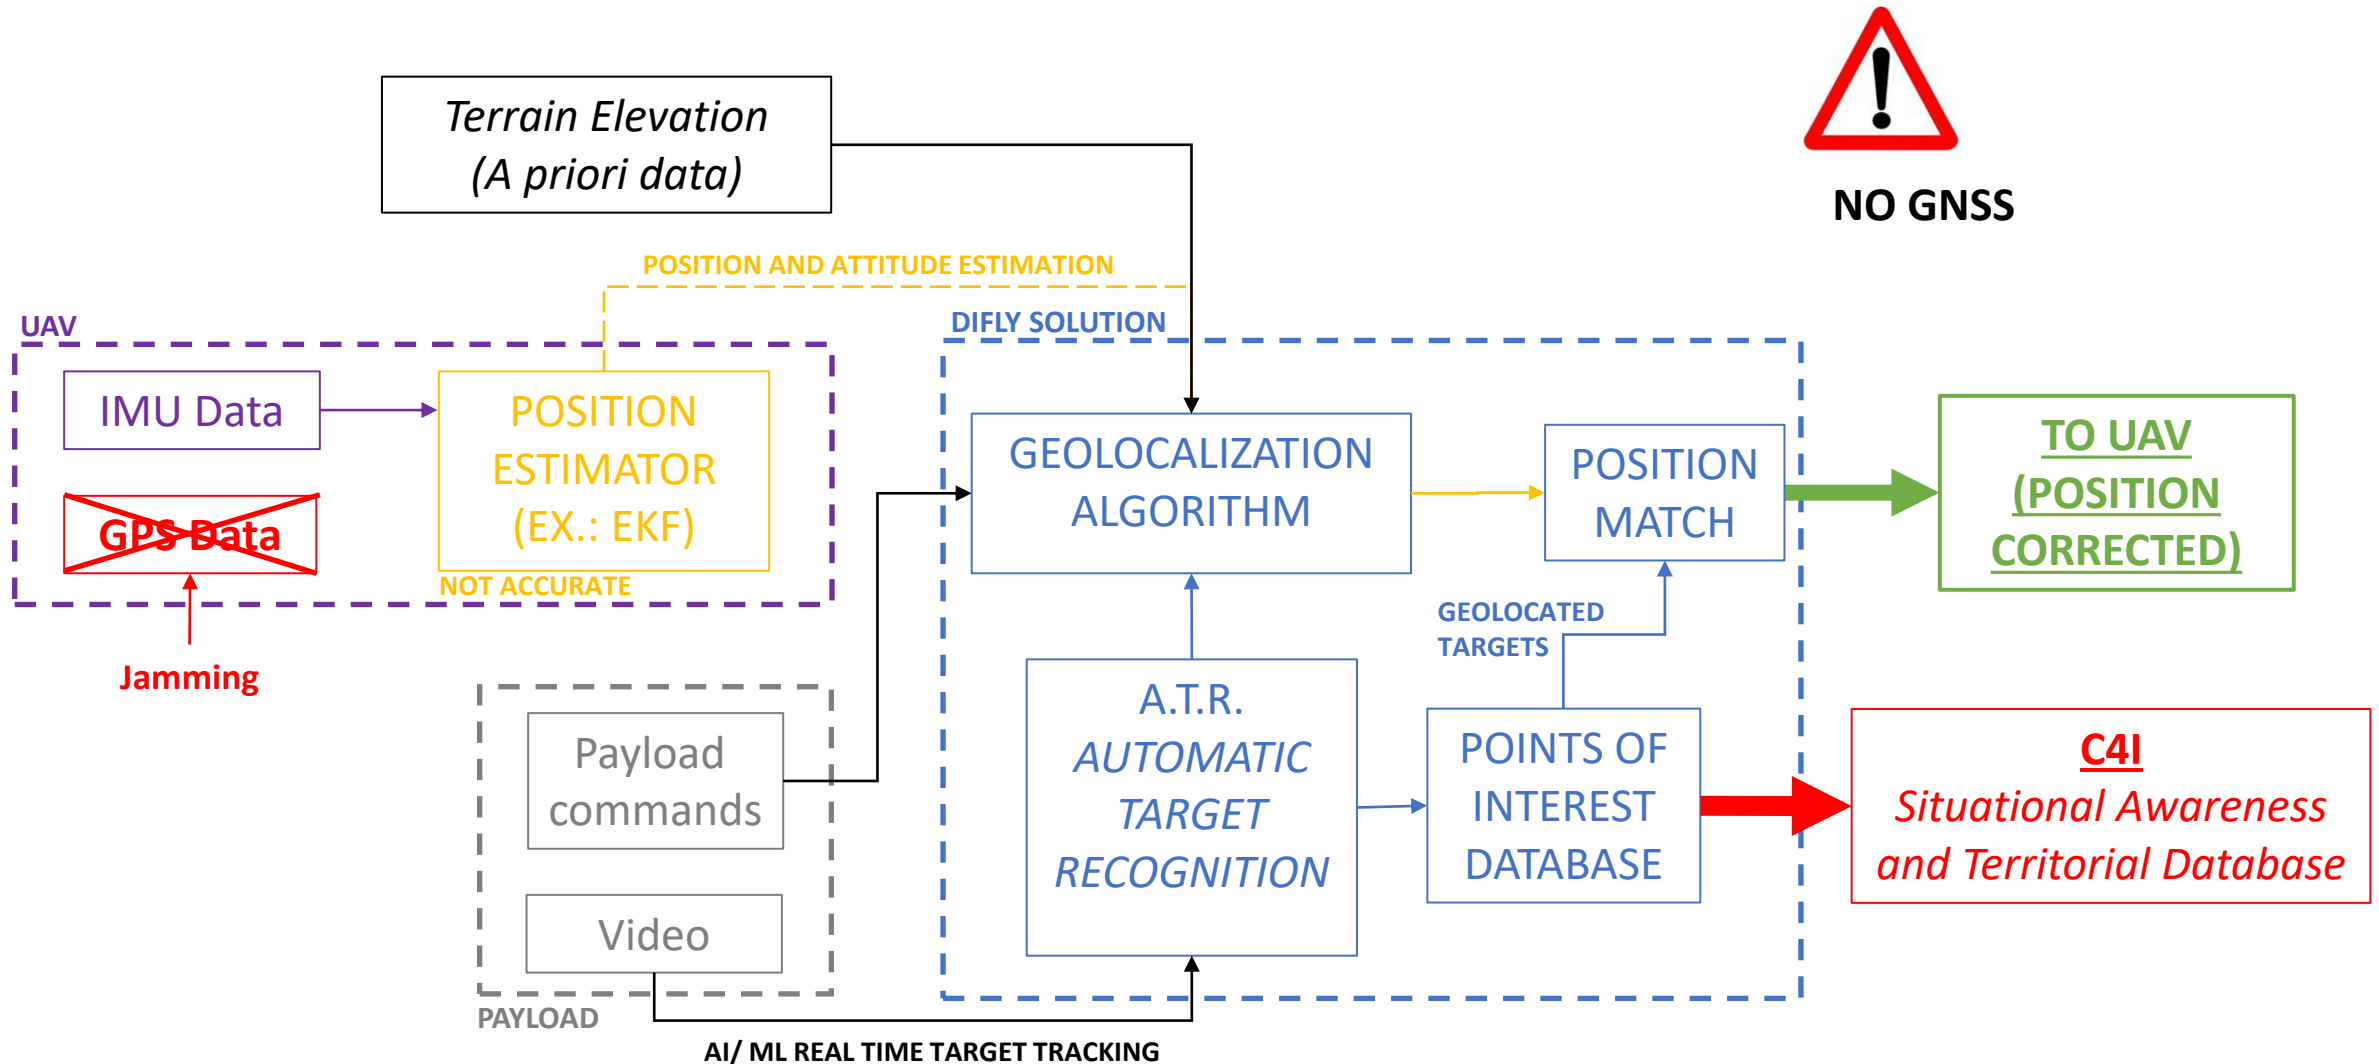 NO GNSS
Terrain Elevation
(A priori data)
POSITION AND ATTITUDE ESTIMATION
UAV
IMU Data
GPS Data
Jamming
POSITION
ESTIMATOR
(EX.: EKF)
NOT ACCURATE
DIFLY SOLUTION
GEOLOCALIZATION
ALGORITHM
POSITION
MATCH
GEOLOCATED
TARGETS
TO UAV
(POSITION
CORRECTED)
Payload
commands
Video
PAYLOAD
A.T.R.
AUTOMATIC
TARGET
RECOGNITION
POINTS OF
INTEREST
DATABASE
C4I
Situational Awareness
and Territorial Database
AI/ ML REAL TIME TARGET TRACKING